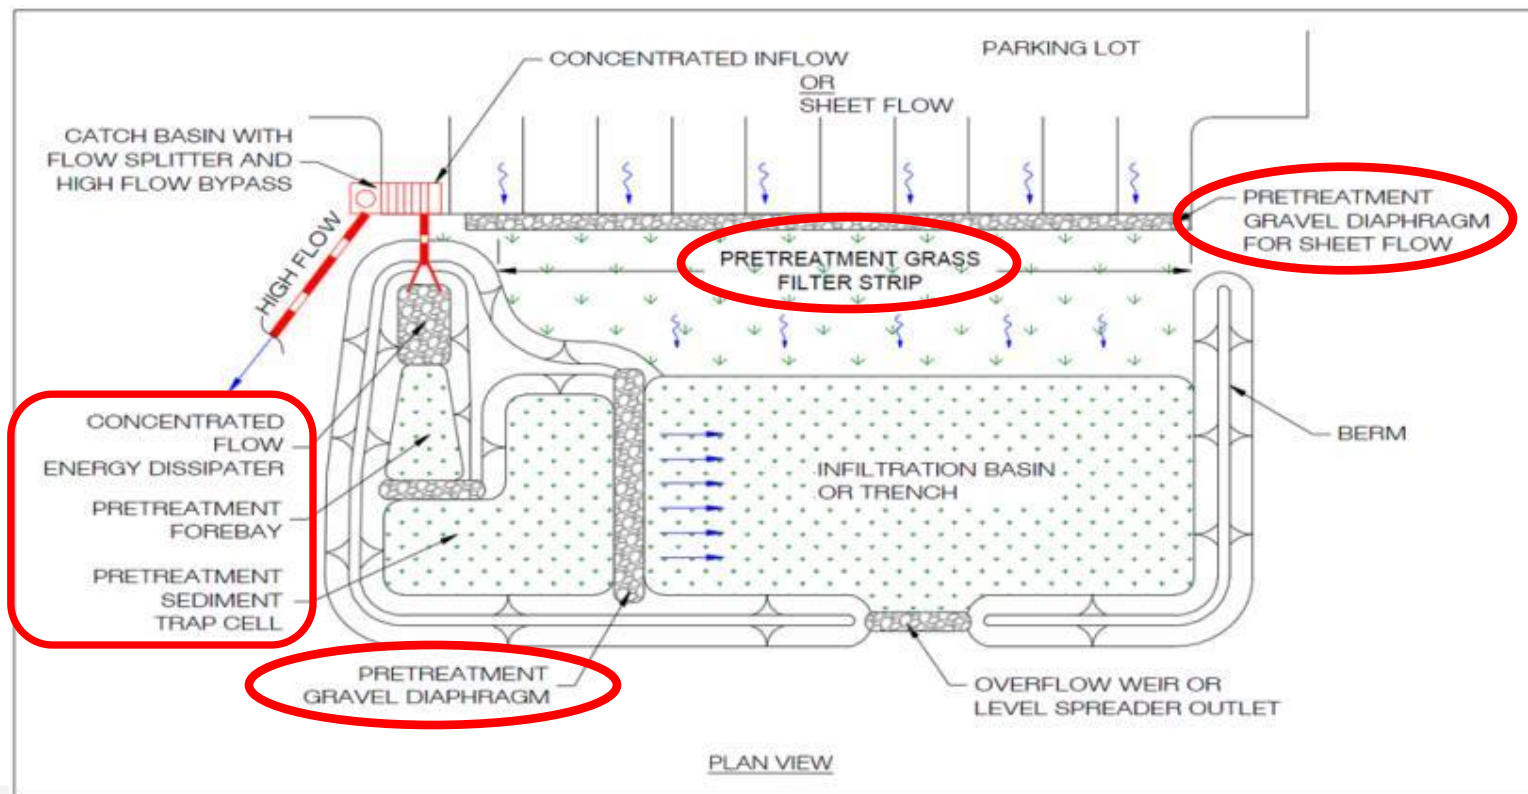 CONCENTRATED INFLOW
OR
SHEET FLOW
PARKING LOT
CATCH BASIN WITH
FLOW SPLITTER AND
HIGH FLOW BYPASS
HIGH FLOW
PRETREATMENT
GRAVEL DIAPHRAGM
FOR SHEET FLOW
PRETREATMENT GRASS
FILTER STRIP
CONCENTRATED
FLOW
ENERGY DISSIPATER
PRETREATMENT
FOREBAY
PRETREATMENT
SEDIMENT
TRAP CELL
INFILTRATION BASIN
OR TRENCH
BERM
PRETREATMENT
GRAVEL DIAPHRAGM
OVERFLOW WEIR OR
LEVEL SPREADER OUTLET
PLAN VIEW